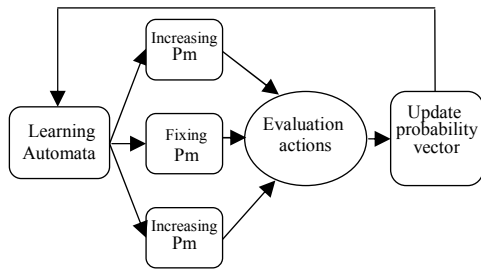 Increasing
Pm
Learning
Automata
Fixing
Pm
Increasing
Pm
Evaluation
actions
Update
probability
vector